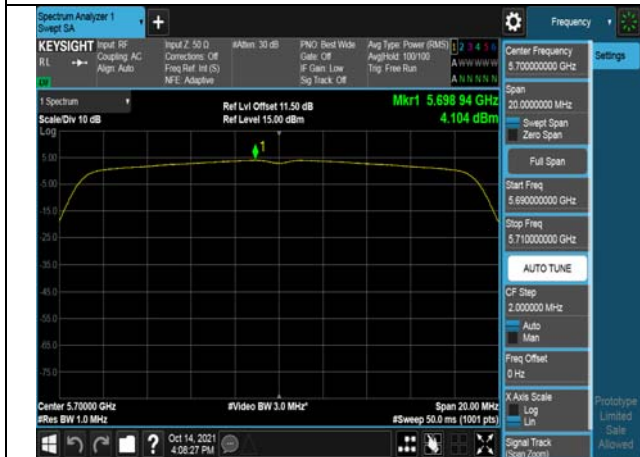 Spectrum Analyzer 1
Swept SA
+
Frequency
KEYSIGHT
RL
Input: RF
Coupling: AC
Align: Auto
Input Z: 50 Ω
Corrections: Off
Freq Ref: Int (S)
NFE: Adaptive
#Atten: 30 dB
PNO: Best Wide
Gate: Off
IF Gain: Low
Sig Track: Off
Avg Type: Power (RMS)
Avg|Hold: 100/100
Trig: Free Run
1 2 3 4 5 6
A W W W W W
A N N N N N
1 Spectrum
Scale/Div 10 dB
Log
Ref Lvl Offset 11.50 dB
Ref Level 15.00 dBm
Mkr1 5.698 94 GHz
4.104 dBm
1
5.00
-5.00
-15.0
-25.0
-35.0
-45.0
-55.0
-65.0
-75.0
Center 5.70000 GHz
#Res BW 1.0 MHz
#Video BW 3.0 MHz*
Span 20.00 MHz
#Sweep 50.0 ms (1001 pts)
Oct 14, 2021
4:08:27 PM
Center Frequency
5.700000000 GHz
Settings
Span
20.0000000 MHz
Swept Span
Zero Span
Full Span
Start Freq
5.690000000 GHz
Stop Freq
5.710000000 GHz
AUTO TUNE
CF Step
2.000000 MHz
Auto
Man
Freq Offset
0 Hz
X Axis Scale
Log
Lin
Signal Track
(Span Zoom)
Prototype
Limited
Sale
Allowed